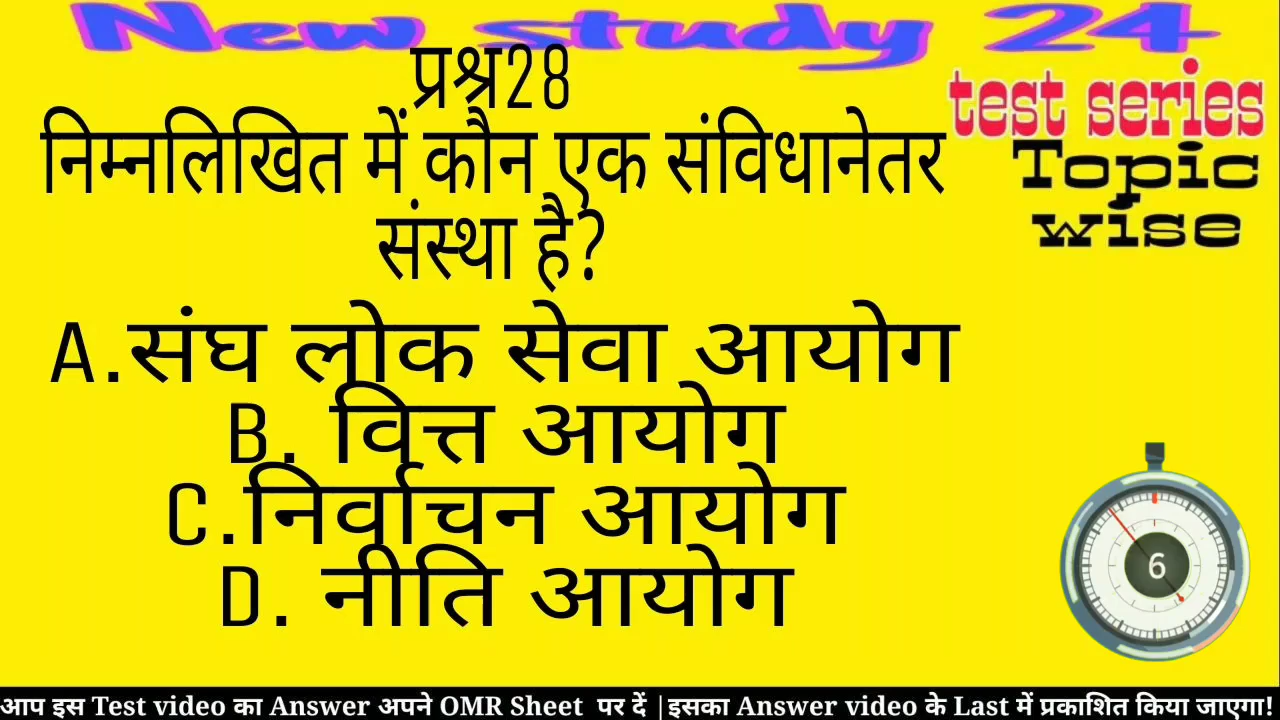 New study 24
test series
Topic
wise
प्रश्न28
निम्नलिखित में कौन एक संविधानेतर
संस्था है?
A.संघ लोक सेवा आयोग
B. वित्त आयोग
C.निर्वाचन आयोग
D. नीति आयोग
6
आप इस Test video का Answer अपने OMR Sheet पर दें |इसका Answer video के Last में प्रकाशित किया जाएगा!